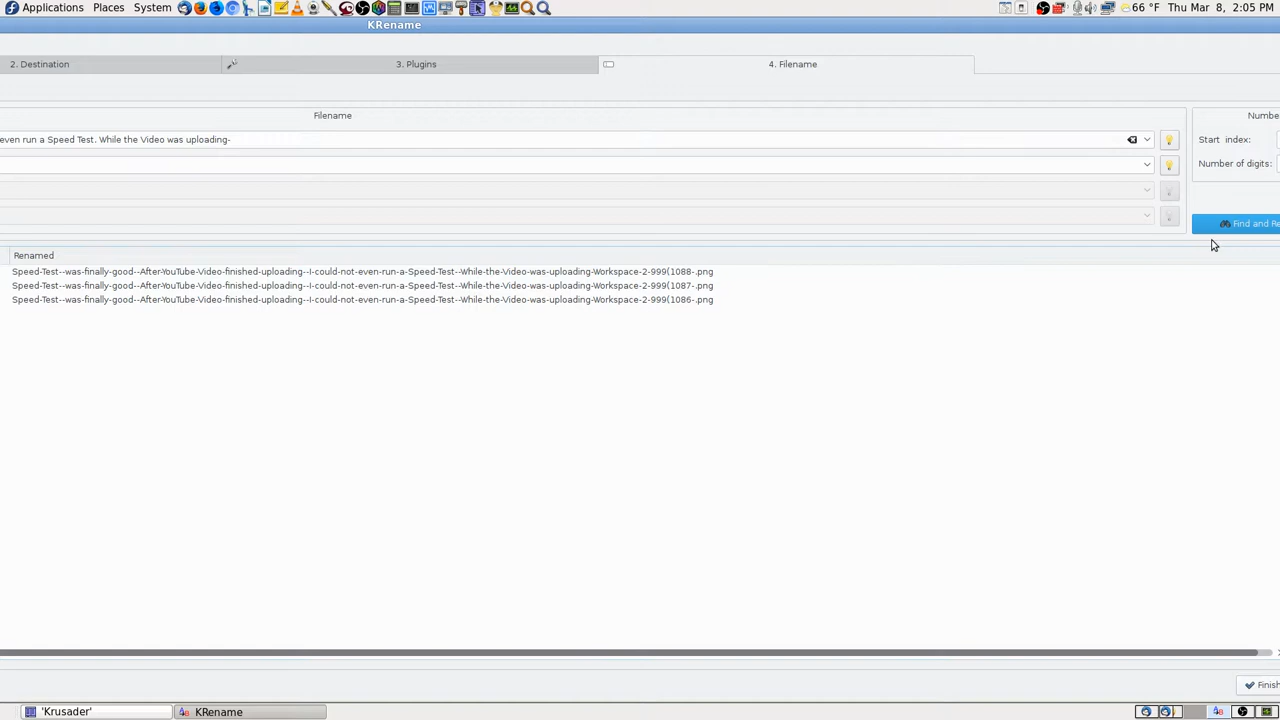 Applications Places System 66 °F Thu Mar 8, 2:05 PM
KRename
2. Destination 3. Plugins 4. Filename
Filename Numbe
even run a Speed Test. While the Video was uploading- Start index:
Number of digits:
Find and Re
Renamed
Speed-Test--was-finally-good--After-YouTube-Video-finished-uploading--I-could-not-even-run-a-Speed-Test--While-the-Video-was-uploading-Workspace-2-999(1088-.png
Speed-Test--was-finally-good--After-YouTube-Video-finished-uploading--I-could-not-even-run-a-Speed-Test--While-the-Video-was-uploading-Workspace-2-999(1087-.png
Speed-Test--was-finally-good--After-YouTube-Video-finished-uploading--I-could-not-even-run-a-Speed-Test--While-the-Video-was-uploading-Workspace-2-999(1086-.png
Finish
'Krusader' KRename